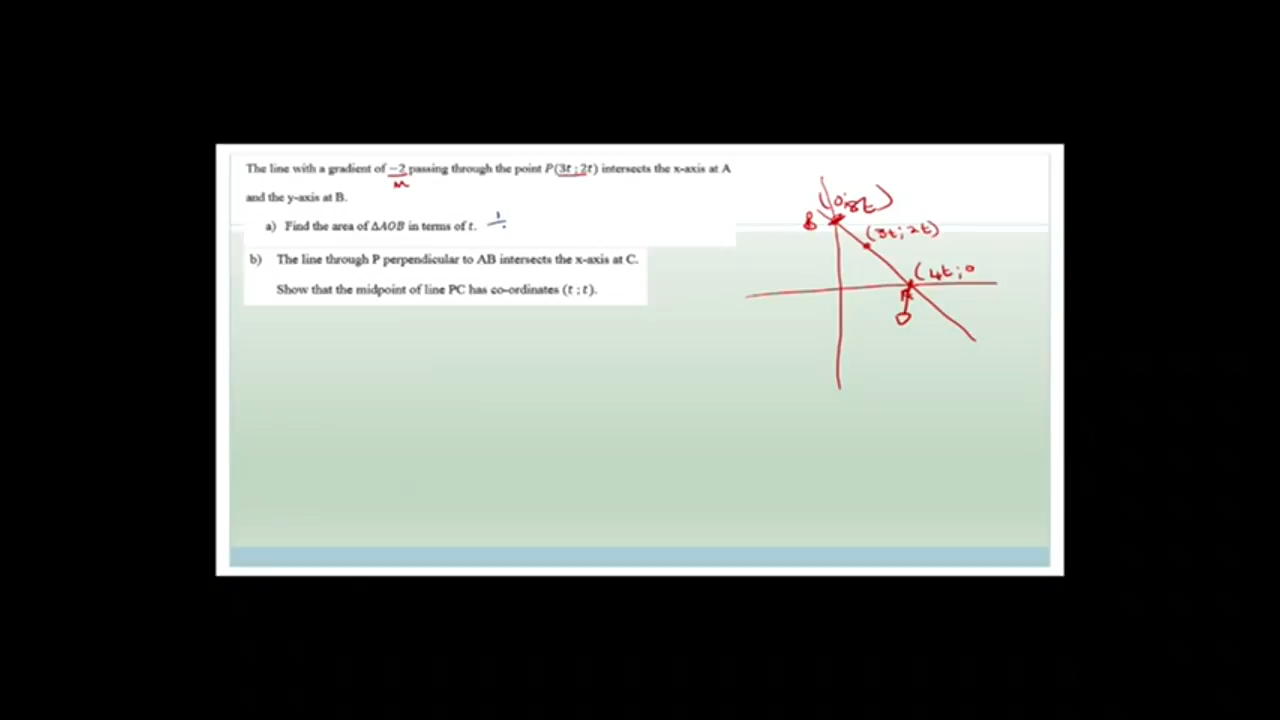 The line with a gradient of −2 passing through the point P(3t ; 2t) intersects the x-axis at A
m
and the y-axis at B.
a) Find the area of ΔAOB in terms of t.
b) The line through P perpendicular to AB intersects the x-axis at C.
Show that the midpoint of line PC has co-ordinates (t ; t).
(0;8t)
B
(3t; 2t)
(4t; 0
A